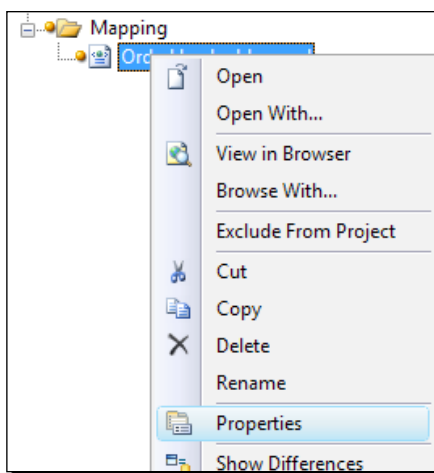 Mapping
Open
Open With...
View in Browser
Browse With...
Exclude From Project
Cut
Copy
Delete
Rename
Properties
Show Differences